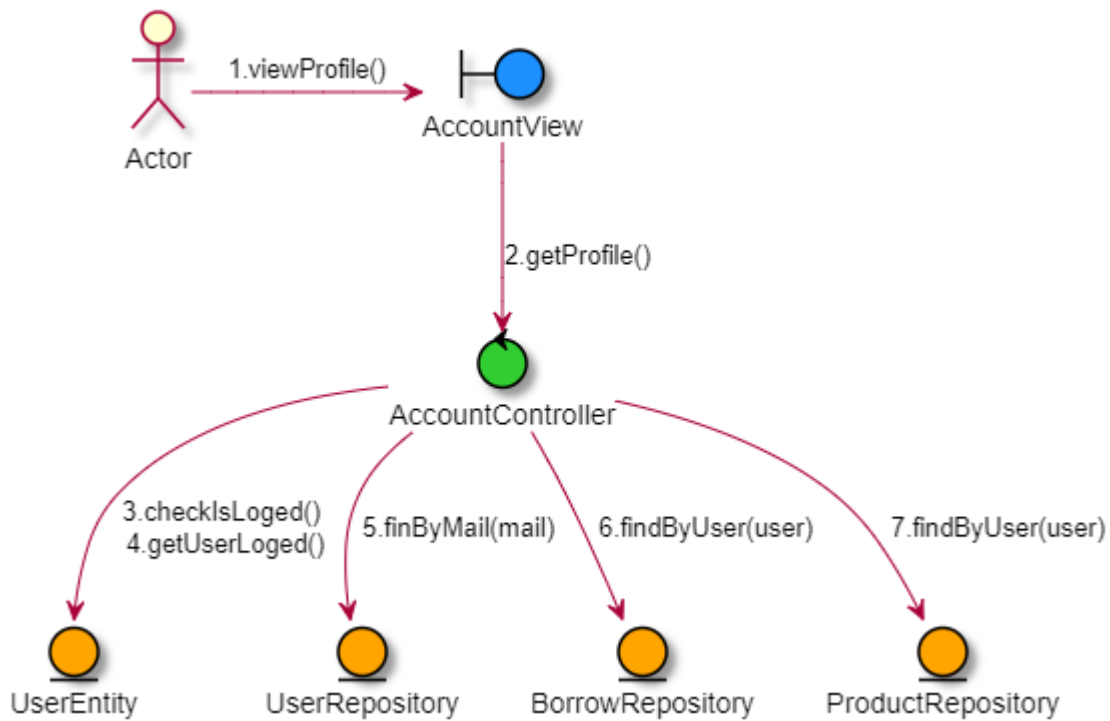 1.viewProfile()
AccountView
Actor
2.getProfile()
AccountController
3.checkIsLoged()
4.getUserLoged()
5.finByMail(mail)
6.findByUser(user)
7.findByUser(user)
UserEntity
UserRepository
BorrowRepository
ProductRepository